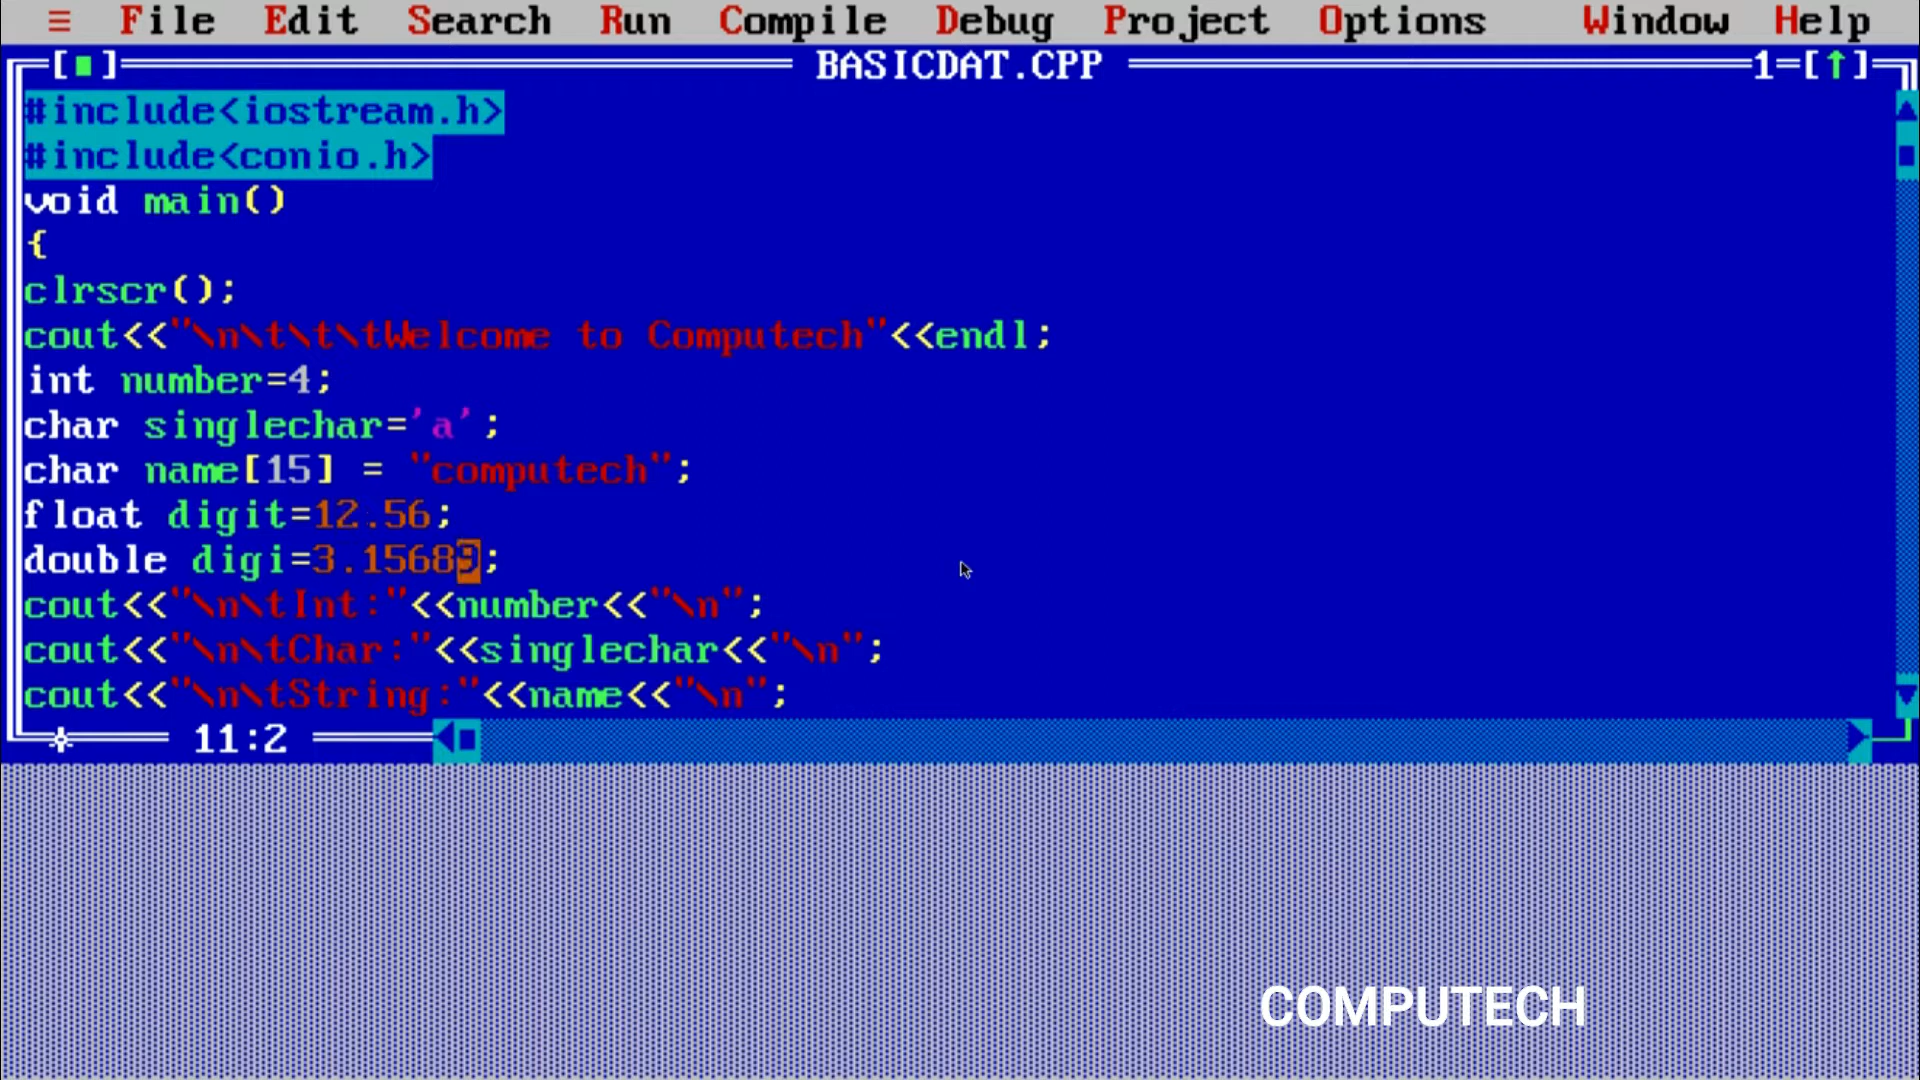 ≡ File Edit Search Run Compile Debug Project Options Window Help
[■] BASICDAT.CPP 1=[↑]
#include<iostream.h>
#include<conio.h>
void main()
{
clrscr();
cout<<"\n\t\t\tWelcome to Computech"<<endl;
int number=4;
char singlechar='a';
char name[15] = "computech";
float digit=12.56;
double digi=3.15689;
cout<<"\n\tInt:"<<number<<"\n";
cout<<"\n\tChar:"<<singlechar<<"\n";
cout<<"\n\tString:"<<name<<"\n";
11:2
COMPUTECH